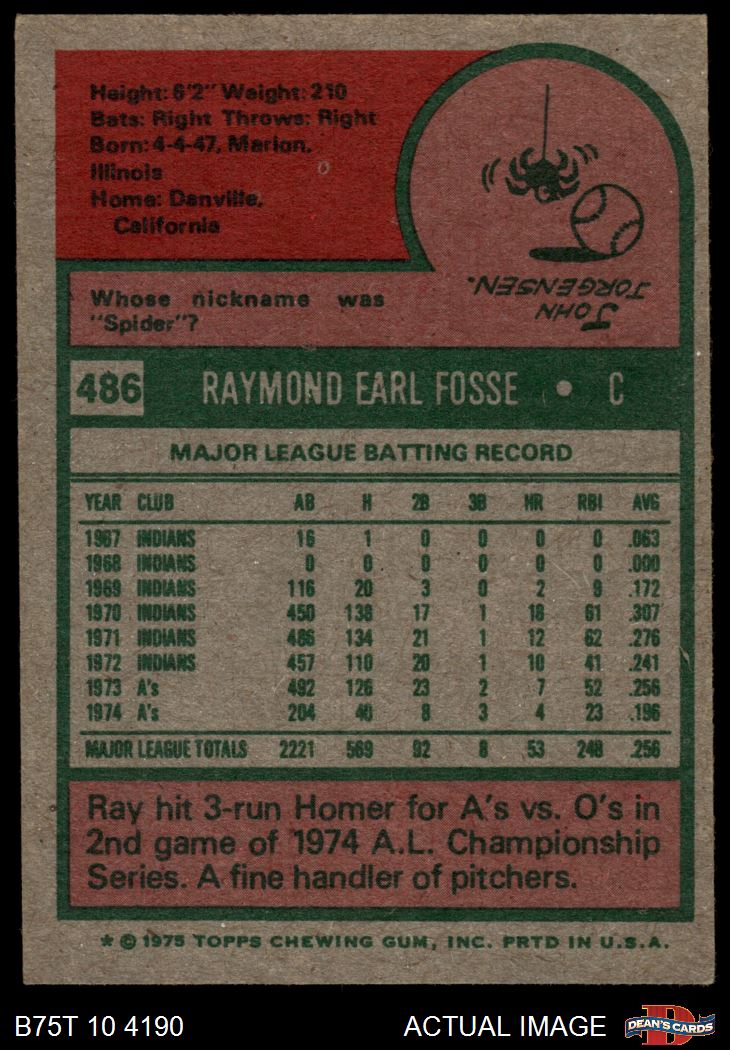 Height: 6'2" Weight: 210
Bats: Right Throws: Right
Born: 4-4-47, Marion,
Illinois
Home: Danville,
California
Whose nickname was
"Spider"?
JOHN
JORGENSEN.
486 RAYMOND EARL FOSSE • C
MAJOR LEAGUE BATTING RECORD
YEAR CLUB AB H 2B 3B HR RBI AVG
1967 INDIANS 16 1 0 0 0 0 .063
1968 INDIANS 0 0 0 0 0 0 .000
1969 INDIANS 116 20 3 0 2 9 .172
1970 INDIANS 450 138 17 1 18 61 .307
1971 INDIANS 486 134 21 1 12 62 .276
1972 INDIANS 457 110 20 1 10 41 .241
1973 A's 492 126 23 2 7 52 .256
1974 A's 204 40 8 3 4 23 .196
MAJOR LEAGUE TOTALS 2221 569 92 8 53 248 .256
Ray hit 3-run Homer for A's vs. O's in
2nd game of 1974 A.L. Championship
Series. A fine handler of pitchers.
* © 1975 TOPPS CHEWING GUM, INC. PRTD IN U.S.A.
B75T 10 4190 ACTUAL IMAGE DEAN'S CARDS